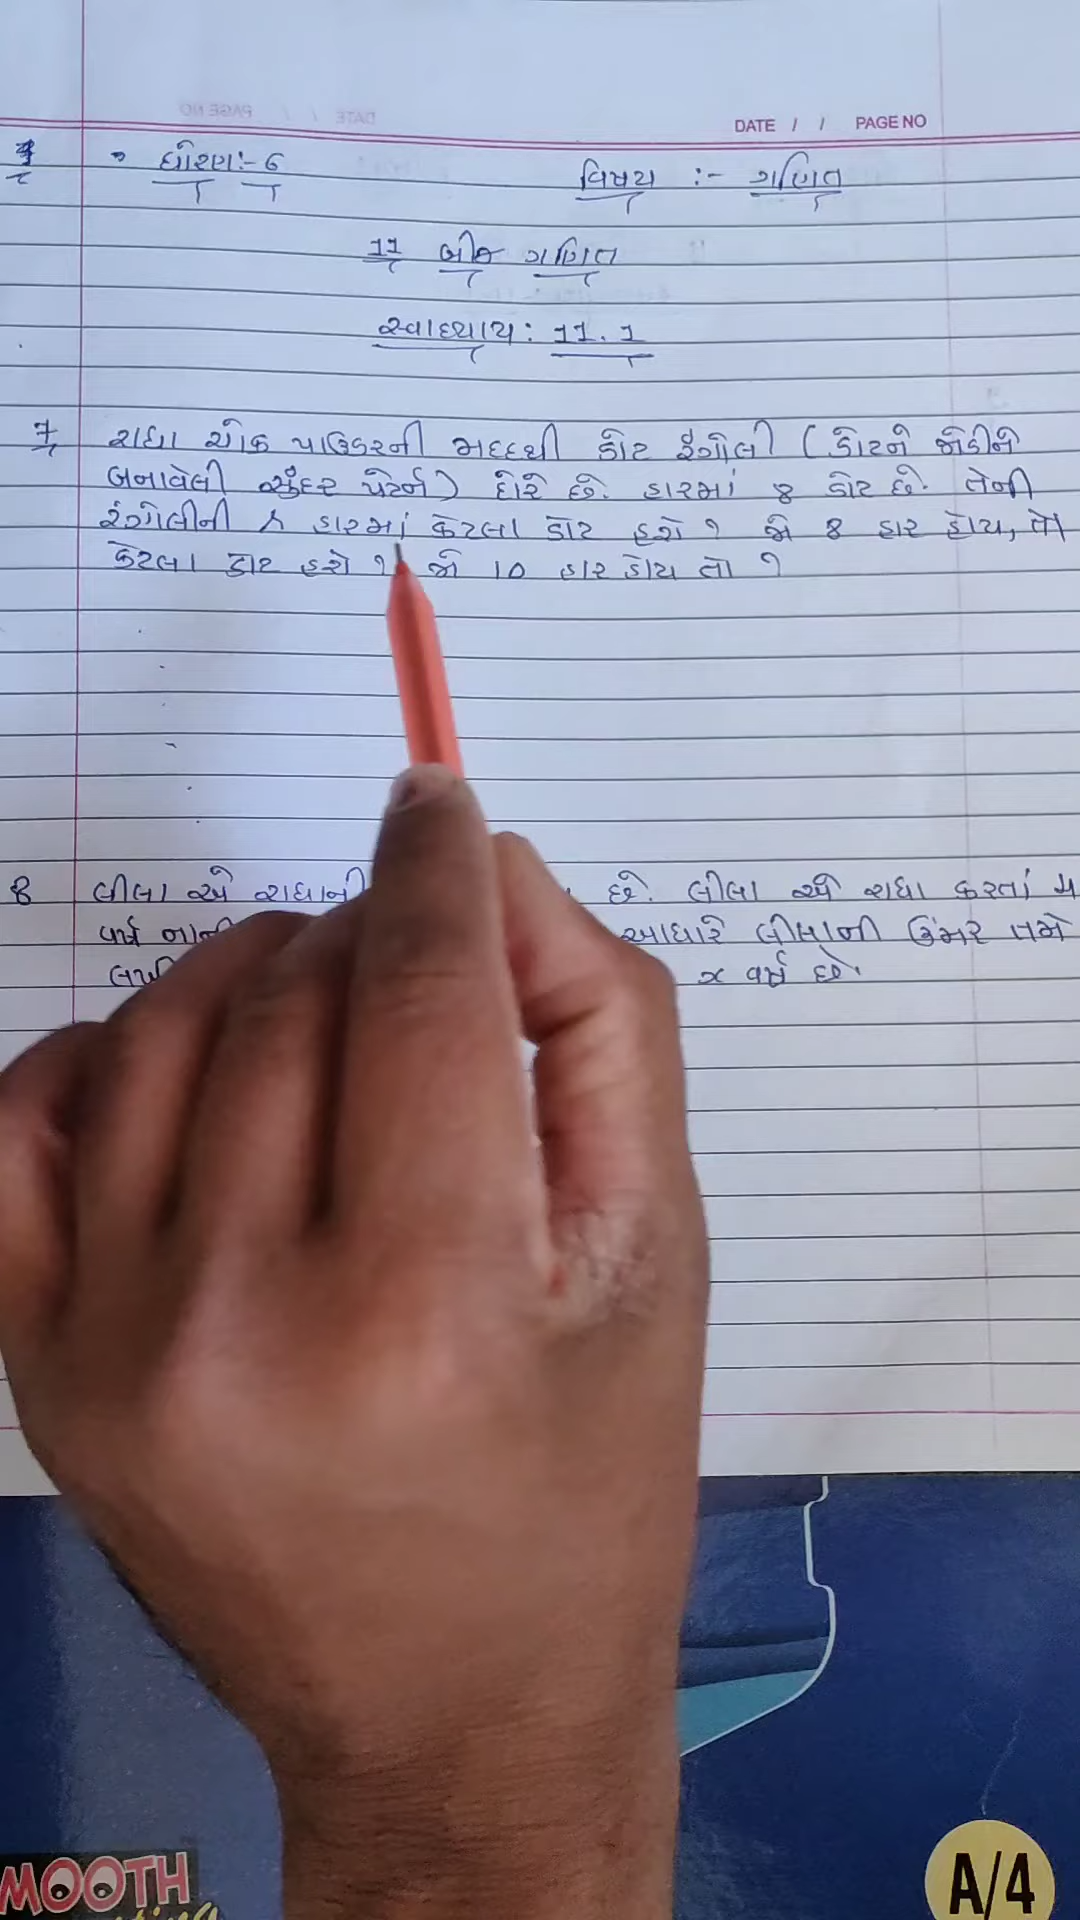 DATE / / PAGE NO
ધોરણ:- 6 વિષય :- ગણિત
11 બીજ ગણિત
સ્વાધ્યાય: 11.1
7 રાધા ચોક પાઉડરની મદદથી ડોટ રંગોલી (ડોટને જોડીને
બનાવેલી સુંદર પેટર્ન) દોરે છે. હારમાં 8 ડોટ છે. તેની
રંગોલીની r હારમાં કેટલા ડોટ હશે ? જો 8 હાર હોય, તો
કેટલા ડોટ હશે ? જો 10 હાર હોય તો ?
8 લીલા એ રાધાની છે. લીલા એ રાધા કરતાં 4
વર્ષ નાની આધારે લીલાની ઉંમર તમે
x વર્ષ છે.
MOOTH
A/4